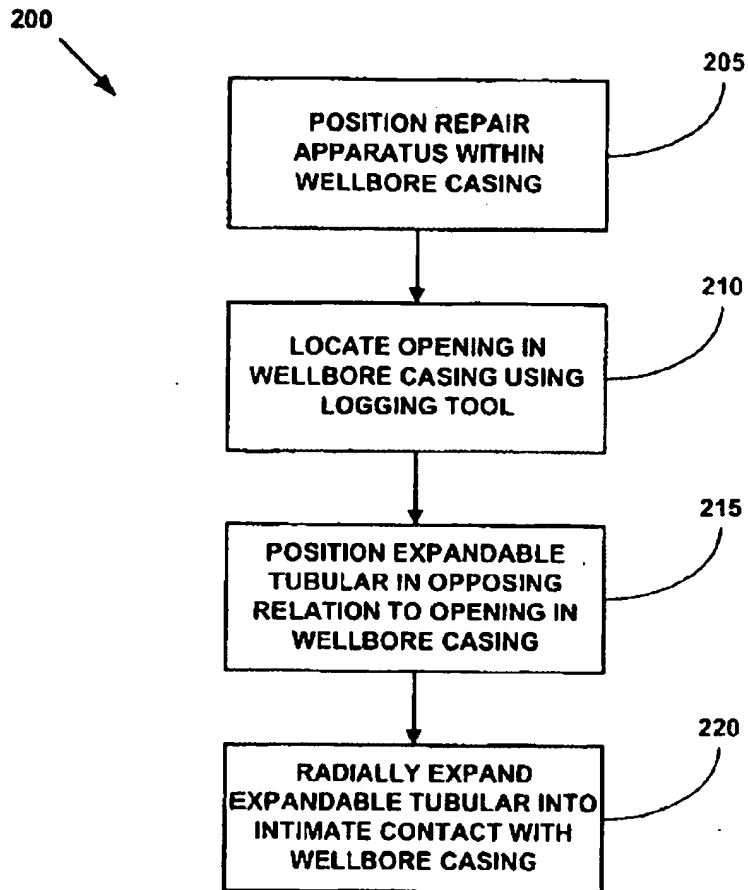 200
205
POSITION REPAIR
APPARATUS WITHIN
WELLBORE CASING
210
LOCATE OPENING IN
WELLBORE CASING USING
LOGGING TOOL
215
POSITION EXPANDABLE
TUBULAR IN OPPOSING
RELATION TO OPENING IN
WELLBORE CASING
220
RADIALLY EXPAND
EXPANDABLE TUBULAR INTO
INTIMATE CONTACT WITH
WELLBORE CASING